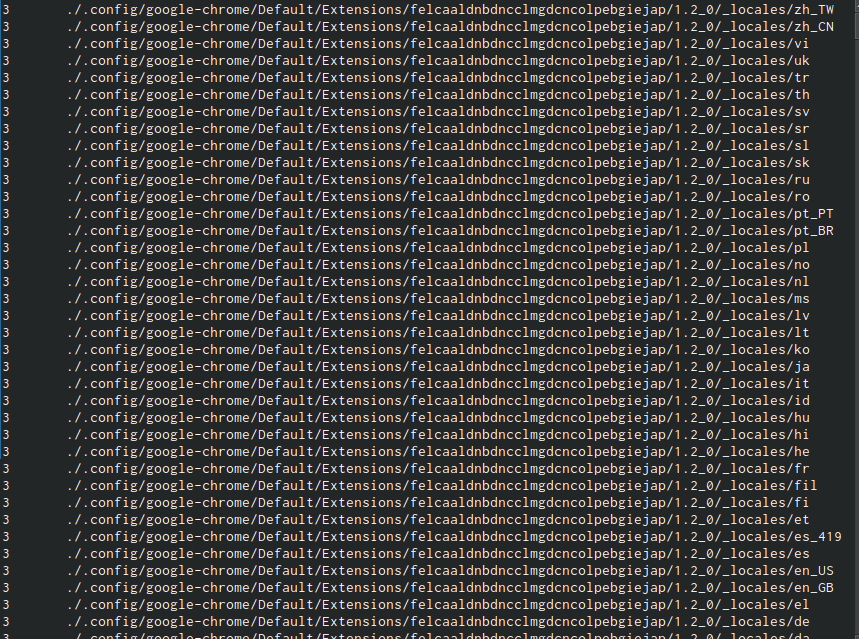 3 ./.config/google-chrome/Default/Extensions/felcaaldnbdncclmgdcncolpebgiejap/1.2_0/_locales/zh_TW
3 ./.config/google-chrome/Default/Extensions/felcaaldnbdncclmgdcncolpebgiejap/1.2_0/_locales/zh_CN
3 ./.config/google-chrome/Default/Extensions/felcaaldnbdncclmgdcncolpebgiejap/1.2_0/_locales/vi
3 ./.config/google-chrome/Default/Extensions/felcaaldnbdncclmgdcncolpebgiejap/1.2_0/_locales/uk
3 ./.config/google-chrome/Default/Extensions/felcaaldnbdncclmgdcncolpebgiejap/1.2_0/_locales/tr
3 ./.config/google-chrome/Default/Extensions/felcaaldnbdncclmgdcncolpebgiejap/1.2_0/_locales/th
3 ./.config/google-chrome/Default/Extensions/felcaaldnbdncclmgdcncolpebgiejap/1.2_0/_locales/sv
3 ./.config/google-chrome/Default/Extensions/felcaaldnbdncclmgdcncolpebgiejap/1.2_0/_locales/sr
3 ./.config/google-chrome/Default/Extensions/felcaaldnbdncclmgdcncolpebgiejap/1.2_0/_locales/sl
3 ./.config/google-chrome/Default/Extensions/felcaaldnbdncclmgdcncolpebgiejap/1.2_0/_locales/sk
3 ./.config/google-chrome/Default/Extensions/felcaaldnbdncclmgdcncolpebgiejap/1.2_0/_locales/ru
3 ./.config/google-chrome/Default/Extensions/felcaaldnbdncclmgdcncolpebgiejap/1.2_0/_locales/ro
3 ./.config/google-chrome/Default/Extensions/felcaaldnbdncclmgdcncolpebgiejap/1.2_0/_locales/pt_PT
3 ./.config/google-chrome/Default/Extensions/felcaaldnbdncclmgdcncolpebgiejap/1.2_0/_locales/pt_BR
3 ./.config/google-chrome/Default/Extensions/felcaaldnbdncclmgdcncolpebgiejap/1.2_0/_locales/pl
3 ./.config/google-chrome/Default/Extensions/felcaaldnbdncclmgdcncolpebgiejap/1.2_0/_locales/no
3 ./.config/google-chrome/Default/Extensions/felcaaldnbdncclmgdcncolpebgiejap/1.2_0/_locales/nl
3 ./.config/google-chrome/Default/Extensions/felcaaldnbdncclmgdcncolpebgiejap/1.2_0/_locales/ms
3 ./.config/google-chrome/Default/Extensions/felcaaldnbdncclmgdcncolpebgiejap/1.2_0/_locales/lv
3 ./.config/google-chrome/Default/Extensions/felcaaldnbdncclmgdcncolpebgiejap/1.2_0/_locales/lt
3 ./.config/google-chrome/Default/Extensions/felcaaldnbdncclmgdcncolpebgiejap/1.2_0/_locales/ko
3 ./.config/google-chrome/Default/Extensions/felcaaldnbdncclmgdcncolpebgiejap/1.2_0/_locales/ja
3 ./.config/google-chrome/Default/Extensions/felcaaldnbdncclmgdcncolpebgiejap/1.2_0/_locales/it
3 ./.config/google-chrome/Default/Extensions/felcaaldnbdncclmgdcncolpebgiejap/1.2_0/_locales/id
3 ./.config/google-chrome/Default/Extensions/felcaaldnbdncclmgdcncolpebgiejap/1.2_0/_locales/hu
3 ./.config/google-chrome/Default/Extensions/felcaaldnbdncclmgdcncolpebgiejap/1.2_0/_locales/hi
3 ./.config/google-chrome/Default/Extensions/felcaaldnbdncclmgdcncolpebgiejap/1.2_0/_locales/he
3 ./.config/google-chrome/Default/Extensions/felcaaldnbdncclmgdcncolpebgiejap/1.2_0/_locales/fr
3 ./.config/google-chrome/Default/Extensions/felcaaldnbdncclmgdcncolpebgiejap/1.2_0/_locales/fil
3 ./.config/google-chrome/Default/Extensions/felcaaldnbdncclmgdcncolpebgiejap/1.2_0/_locales/fi
3 ./.config/google-chrome/Default/Extensions/felcaaldnbdncclmgdcncolpebgiejap/1.2_0/_locales/et
3 ./.config/google-chrome/Default/Extensions/felcaaldnbdncclmgdcncolpebgiejap/1.2_0/_locales/es_419
3 ./.config/google-chrome/Default/Extensions/felcaaldnbdncclmgdcncolpebgiejap/1.2_0/_locales/es
3 ./.config/google-chrome/Default/Extensions/felcaaldnbdncclmgdcncolpebgiejap/1.2_0/_locales/en_US
3 ./.config/google-chrome/Default/Extensions/felcaaldnbdncclmgdcncolpebgiejap/1.2_0/_locales/en_GB
3 ./.config/google-chrome/Default/Extensions/felcaaldnbdncclmgdcncolpebgiejap/1.2_0/_locales/el
3 ./.config/google-chrome/Default/Extensions/felcaaldnbdncclmgdcncolpebgiejap/1.2_0/_locales/de
3 ./.config/google-chrome/Default/Extensions/felcaaldnbdncclmgdcncolpebgiejap/1.2_0/_locales/da